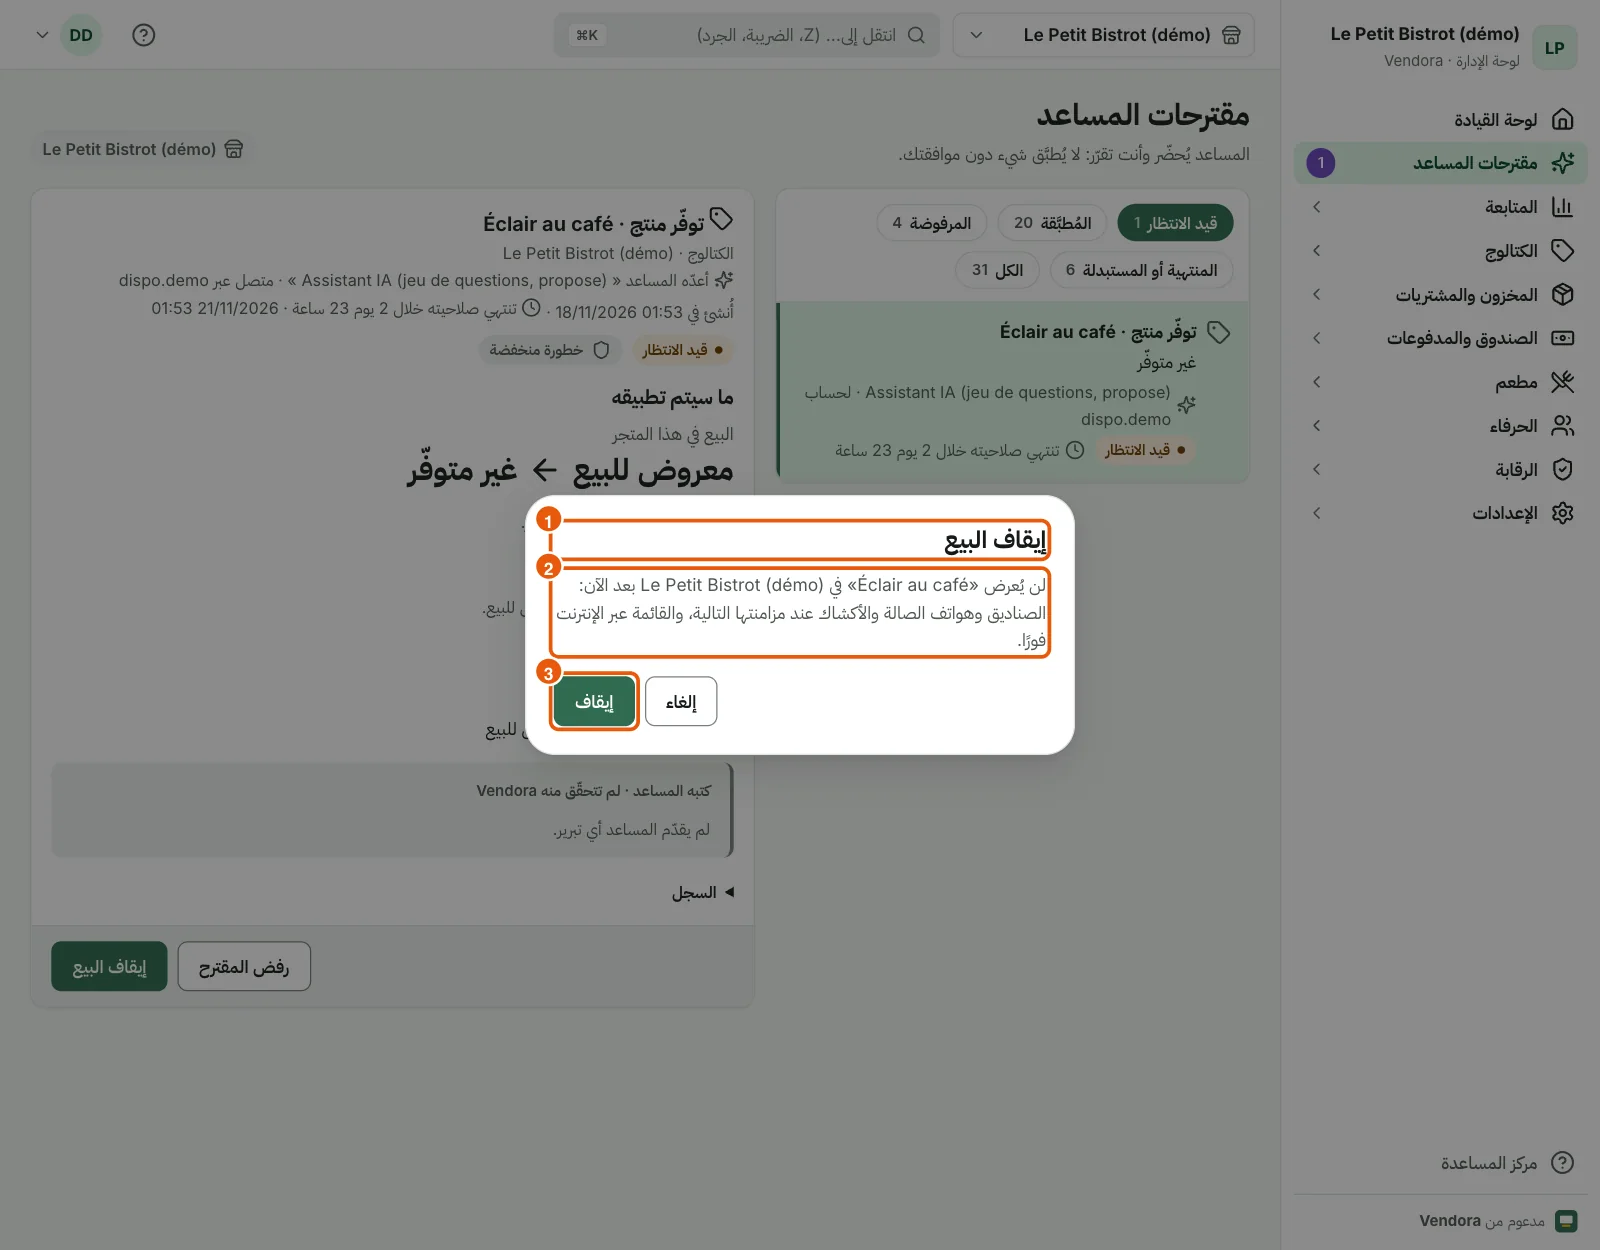 Le Petit Bistrot (démo)
لوحة الإدارة · Vendora
LP
Le Petit Bistrot (démo)
انتقل إلى... (Z، الضريبة، الجرد)
⌘K
DD
لوحة القيادة
مقترحات المساعد
1
المتابعة
الكتالوج
المخزون والمشتريات
الصندوق والمدفوعات
مطعم
الحرفاء
الرقابة
الإعدادات
مركز المساعدة
مدعوم من Vendora
مقترحات المساعد
المساعد يُحضّر وأنت تقرّر: لا يُطبَّق شيء دون موافقتك.
Le Petit Bistrot (démo)
قيد الانتظار 1
المُطبَّقة 20
المرفوضة 4
المنتهية أو المستبدلة 6
الكل 31
توفّر منتج · Éclair au café
غير متوفّر
Assistant IA (jeu de questions, propose) · لحساب
dispo.demo
قيد الانتظار
تنتهي صلاحيته خلال 2 يوم 23 ساعة
توفّر منتج · Éclair au café
الكتالوج · Le Petit Bistrot (démo)
أعدّه المساعد « Assistant IA (jeu de questions, propose) » · متصل عبر dispo.demo
أُنشئ في 18/11/2026 01:53 · تنتهي صلاحيته خلال 2 يوم 23 ساعة · 21/11/2026 01:53
قيد الانتظار
خطورة منخفضة
ما سيتم تطبيقه
البيع في هذا المتجر
معروض للبيع ← غير متوفّر
للبيع.
للبيع
كتبه المساعد · لم تتحقّق منه Vendora
لم يقدّم المساعد أي تبرير.
السجل
رفض المقترح
إيقاف البيع
1
إيقاف البيع
2
لن يُعرض «Éclair au café» في Le Petit Bistrot (démo) بعد الآن:
الصناديق وهواتف الصالة والأكشاك عند مزامنتها التالية، والقائمة عبر الإنترنت
فورًا.
إلغاء
3
إيقاف